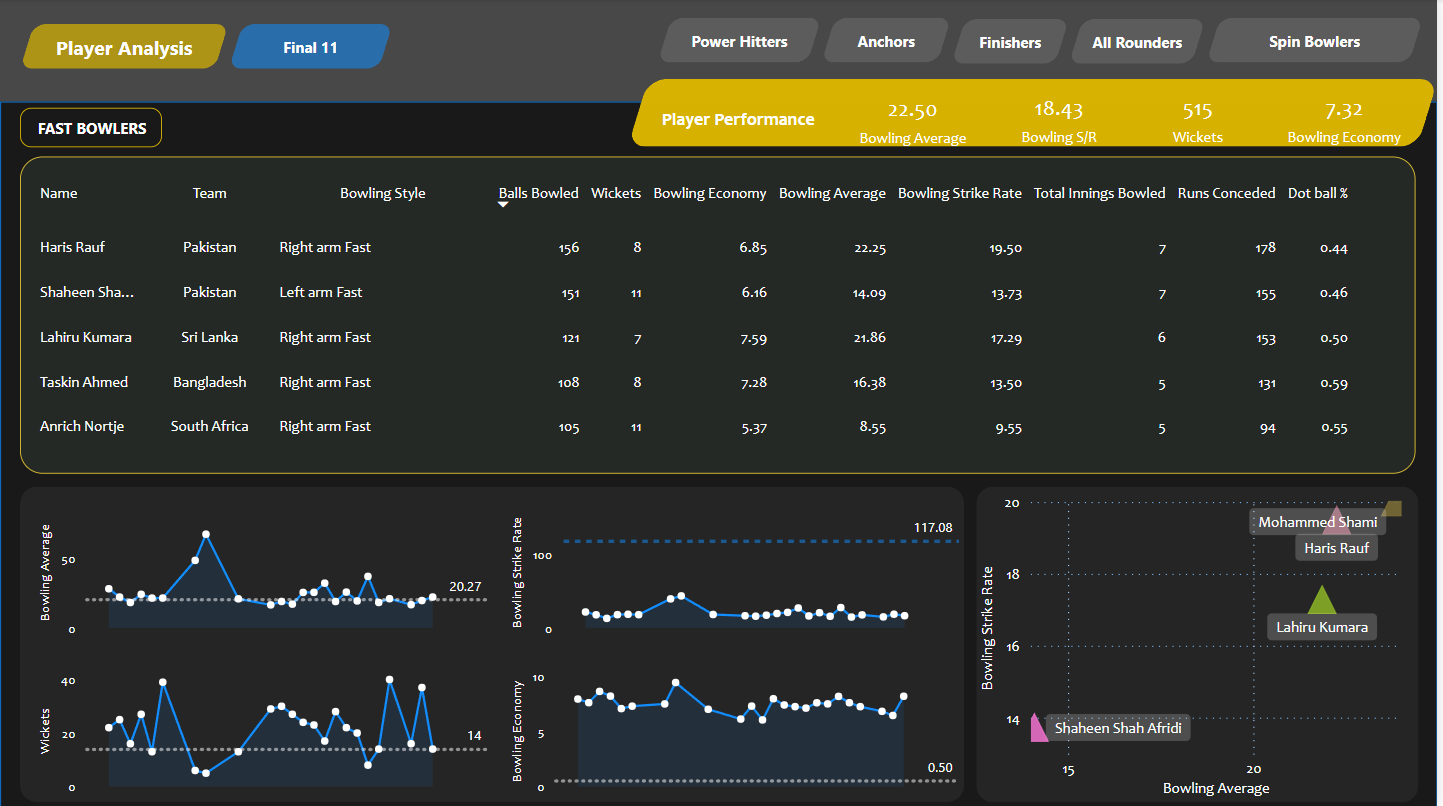 Player Analysis Final 11 Power Hitters Anchors Finishers All Rounders Spin Bowlers
FAST BOWLERS
Player Performance 22.50 18.43 515 7.32
Bowling Average Bowling S/R Wickets Bowling Economy
Name Team Bowling Style Balls Bowled Wickets Bowling Economy Bowling Average Bowling Strike Rate Total Innings Bowled Runs Conceded Dot ball %
Haris Rauf Pakistan Right arm Fast 156 8 6.85 22.25 19.50 7 178 0.44
Shaheen Sha... Pakistan Left arm Fast 151 11 6.16 14.09 13.73 7 155 0.46
Lahiru Kumara Sri Lanka Right arm Fast 121 7 7.59 21.86 17.29 6 153 0.50
Taskin Ahmed Bangladesh Right arm Fast 108 8 7.28 16.38 13.50 5 131 0.59
Anrich Nortje South Africa Right arm Fast 105 11 5.37 8.55 9.55 5 94 0.55
Bowling Average
50
0
20.27
Bowling Strike Rate
100
0
117.08
Wickets
40
20
0
14
Bowling Economy
10
5
0
0.50
Bowling Strike Rate
20
18
16
14
Mohammed Shami
Haris Rauf
Lahiru Kumara
Shaheen Shah Afridi
15 20
Bowling Average